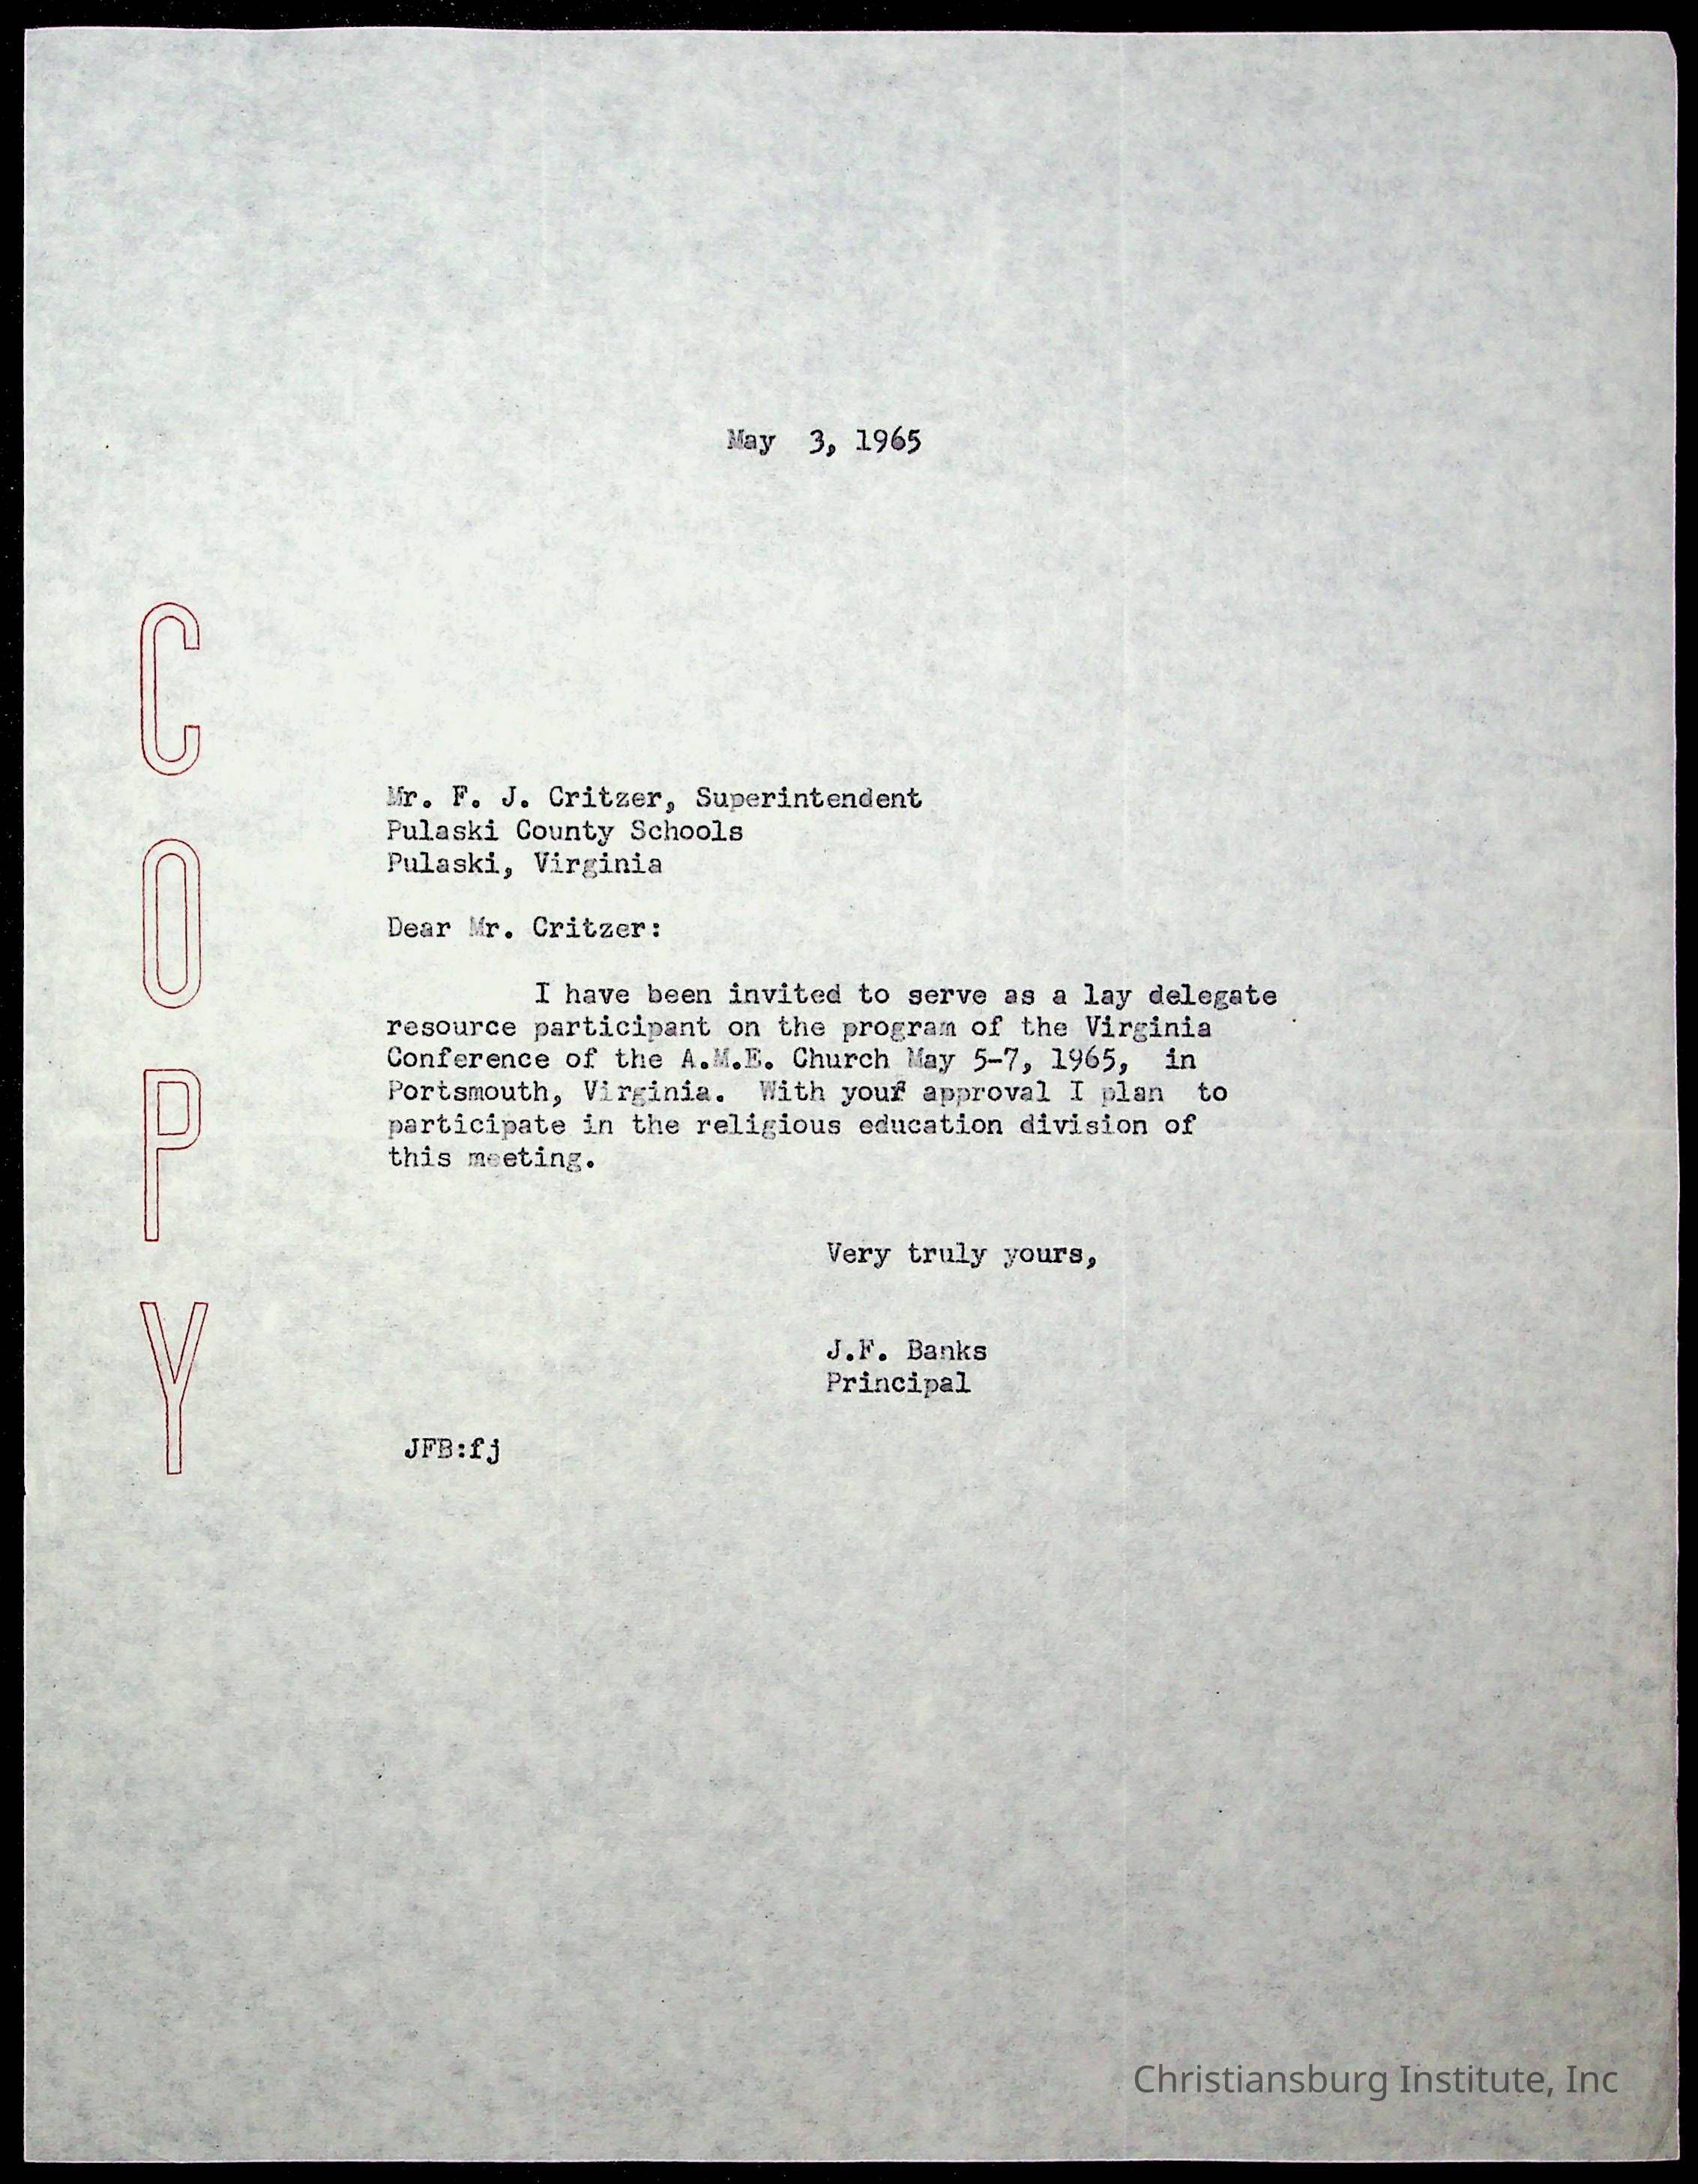 May 3, 1965
COPY
Mr. F. J. Critzer, Superintendent
Pulaski County Schools
Pulaski, Virginia
Dear Mr. Critzer:
I have been invited to serve as a lay delegate
resource participant on the program of the Virginia
Conference of the A.M.E. Church May 5-7, 1965, in
Portsmouth, Virginia. With your approval I plan to
participate in the religious education division of
this meeting.
Very truly yours,
J.F. Banks
Principal
JFB:fj
Christiansburg Institute, Inc